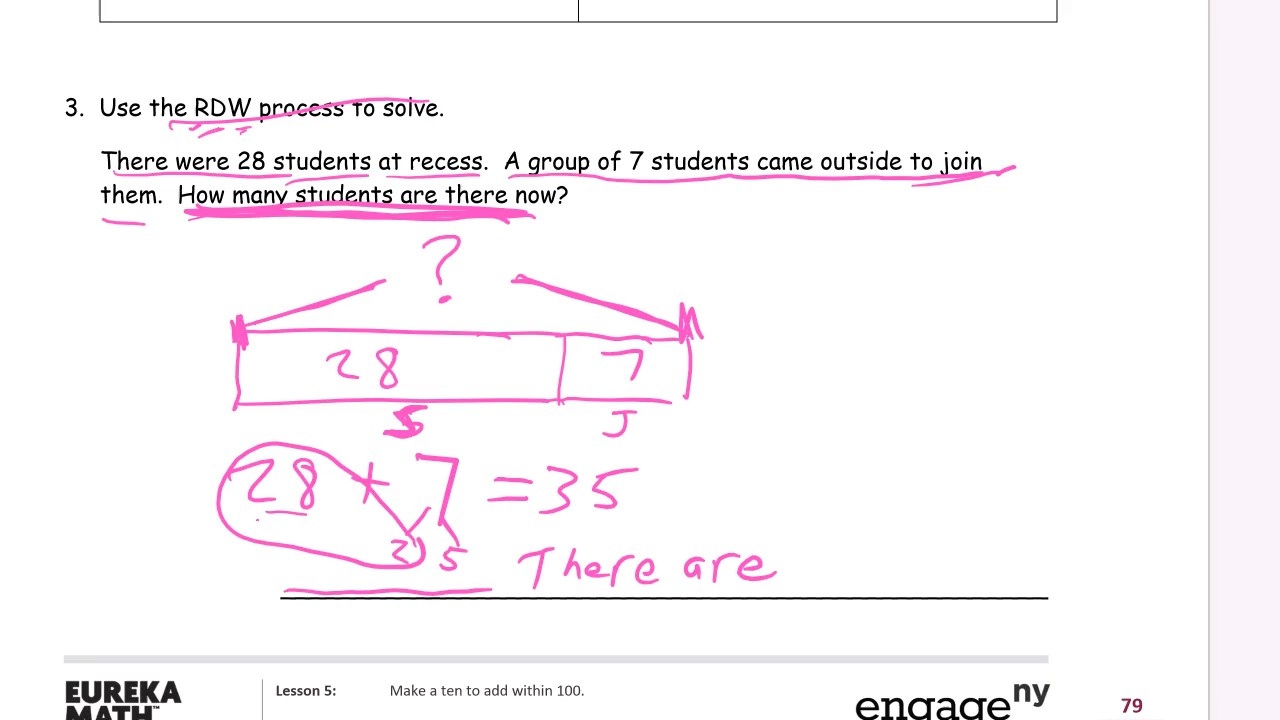 3. Use the RDW process to solve.
There were 28 students at recess. A group of 7 students came outside to join
them. How many students are there now?
?
28 7
S J
28 + 7 = 35
2 5
There are
EUREKA
MATH™
Lesson 5: Make a ten to add within 100.
engage ny
79